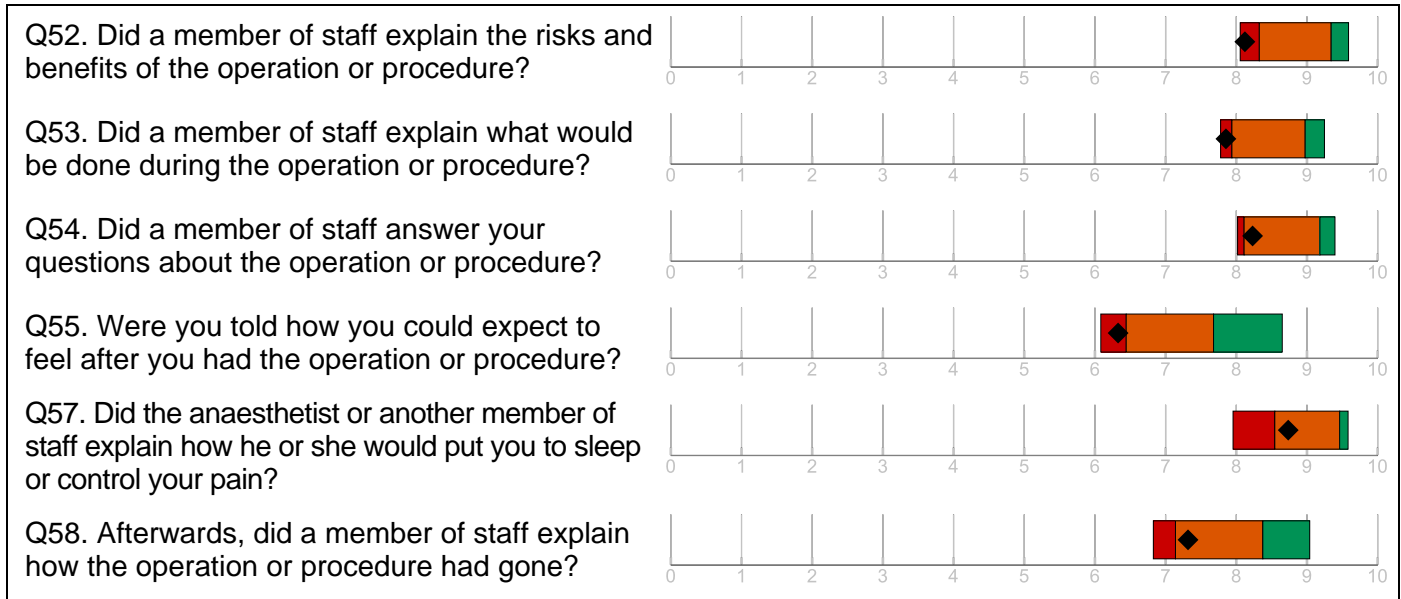 Q52. Did a member of staff explain the risks and
benefits of the operation or procedure?
0 1 2 3 4 5 6 7 8 9 10
Q53. Did a member of staff explain what would
be done during the operation or procedure?
0 1 2 3 4 5 6 7 8 9 10
Q54. Did a member of staff answer your
questions about the operation or procedure?
0 1 2 3 4 5 6 7 8 9 10
Q55. Were you told how you could expect to
feel after you had the operation or procedure?
0 1 2 3 4 5 6 7 8 9 10
Q57. Did the anaesthetist or another member of
staff explain how he or she would put you to sleep
or control your pain?
0 1 2 3 4 5 6 7 8 9 10
Q58. Afterwards, did a member of staff explain
how the operation or procedure had gone?
0 1 2 3 4 5 6 7 8 9 10